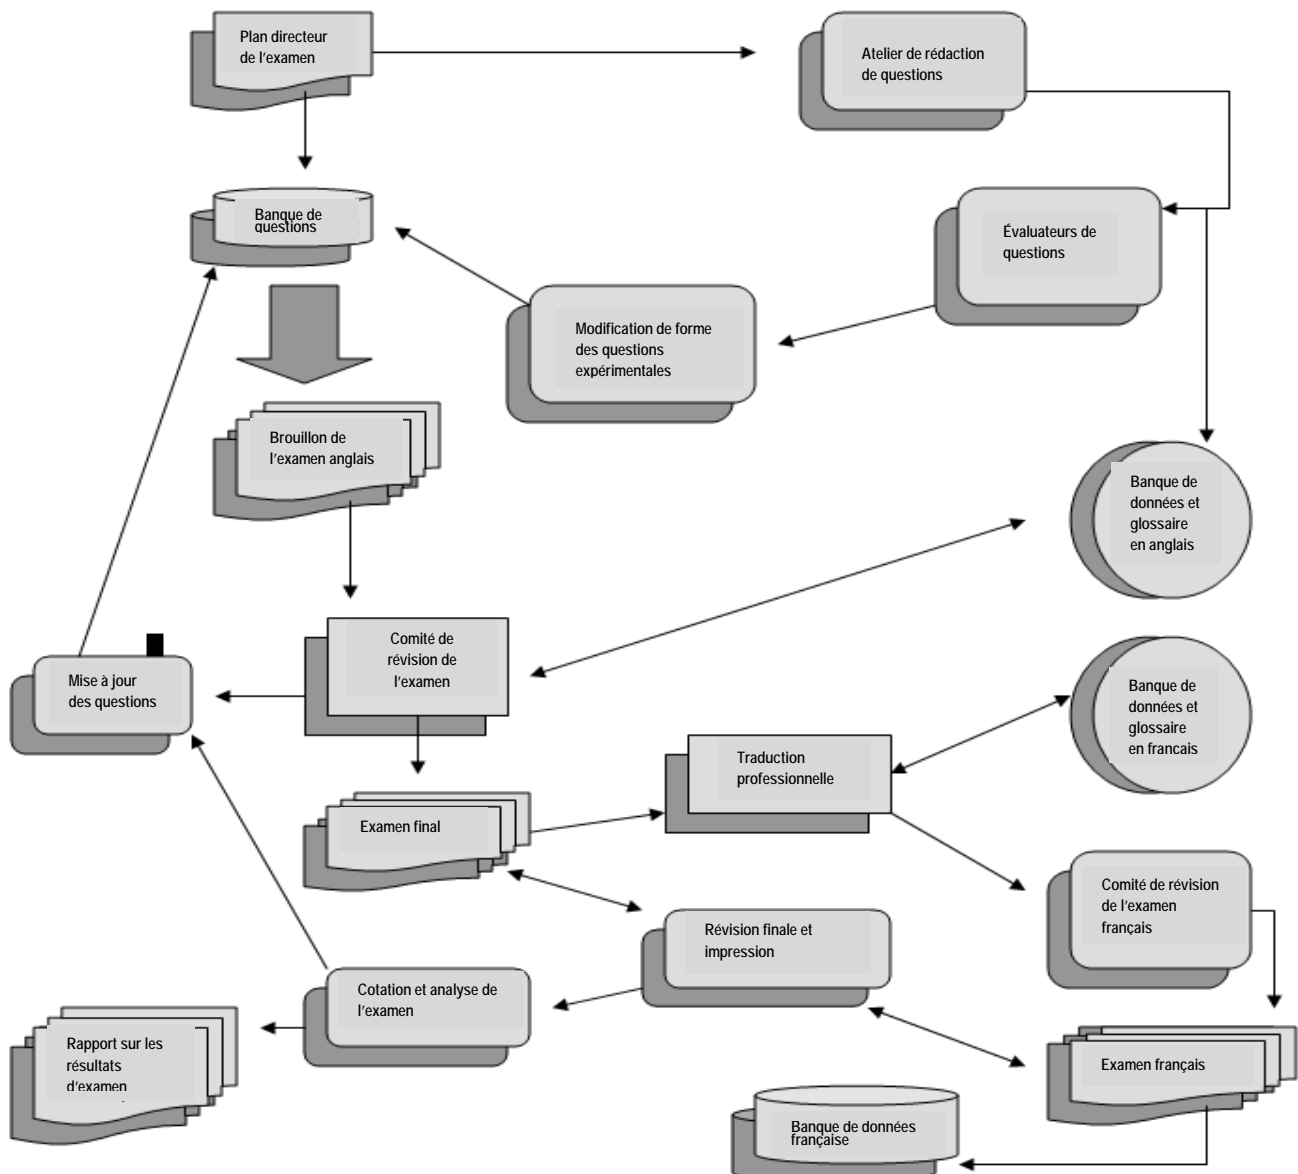 Plan directeur
de l'examen
Atelier de rédaction
de questions
Banque de
questions
Évaluateurs de
questions
Modification de forme
des questions
expérimentales
Brouillon de
l'examen anglais
Banque de
données et
glossaire
en anglais
Comité de
révision de
l'examen
Mise à jour
des questions
Banque de
données et
glossaire
en francais
Traduction
professionnelle
Examen final
Comité de révision
de l'examen
français
Révision finale et
impression
Cotation et analyse de
l'examen
Rapport sur les
résultats
d'examen
Examen français
Banque de données
française